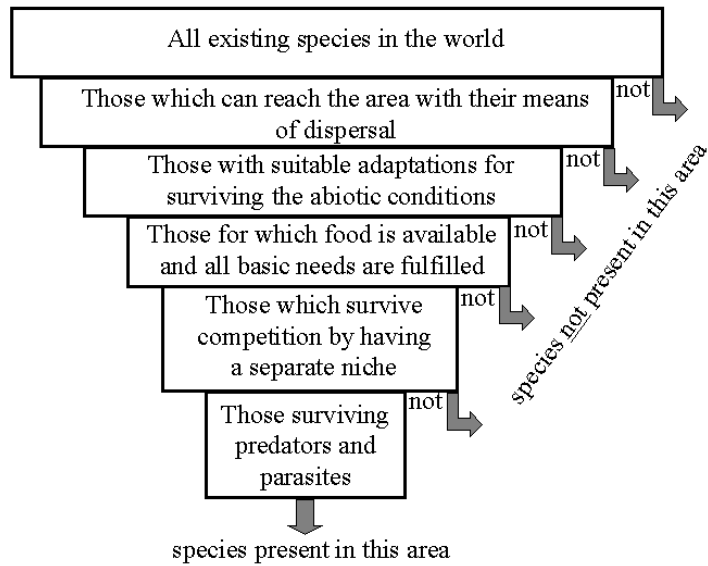 All existing species in the world
not
Those which can reach the area with their means
of dispersal
not
Those with suitable adaptations for
surviving the abiotic conditions
not
Those for which food is available
and all basic needs are fulfilled
not
Those which survive
competition by having
a separate niche
not
Those surviving
predators and
parasites
species not present in this area
species present in this area